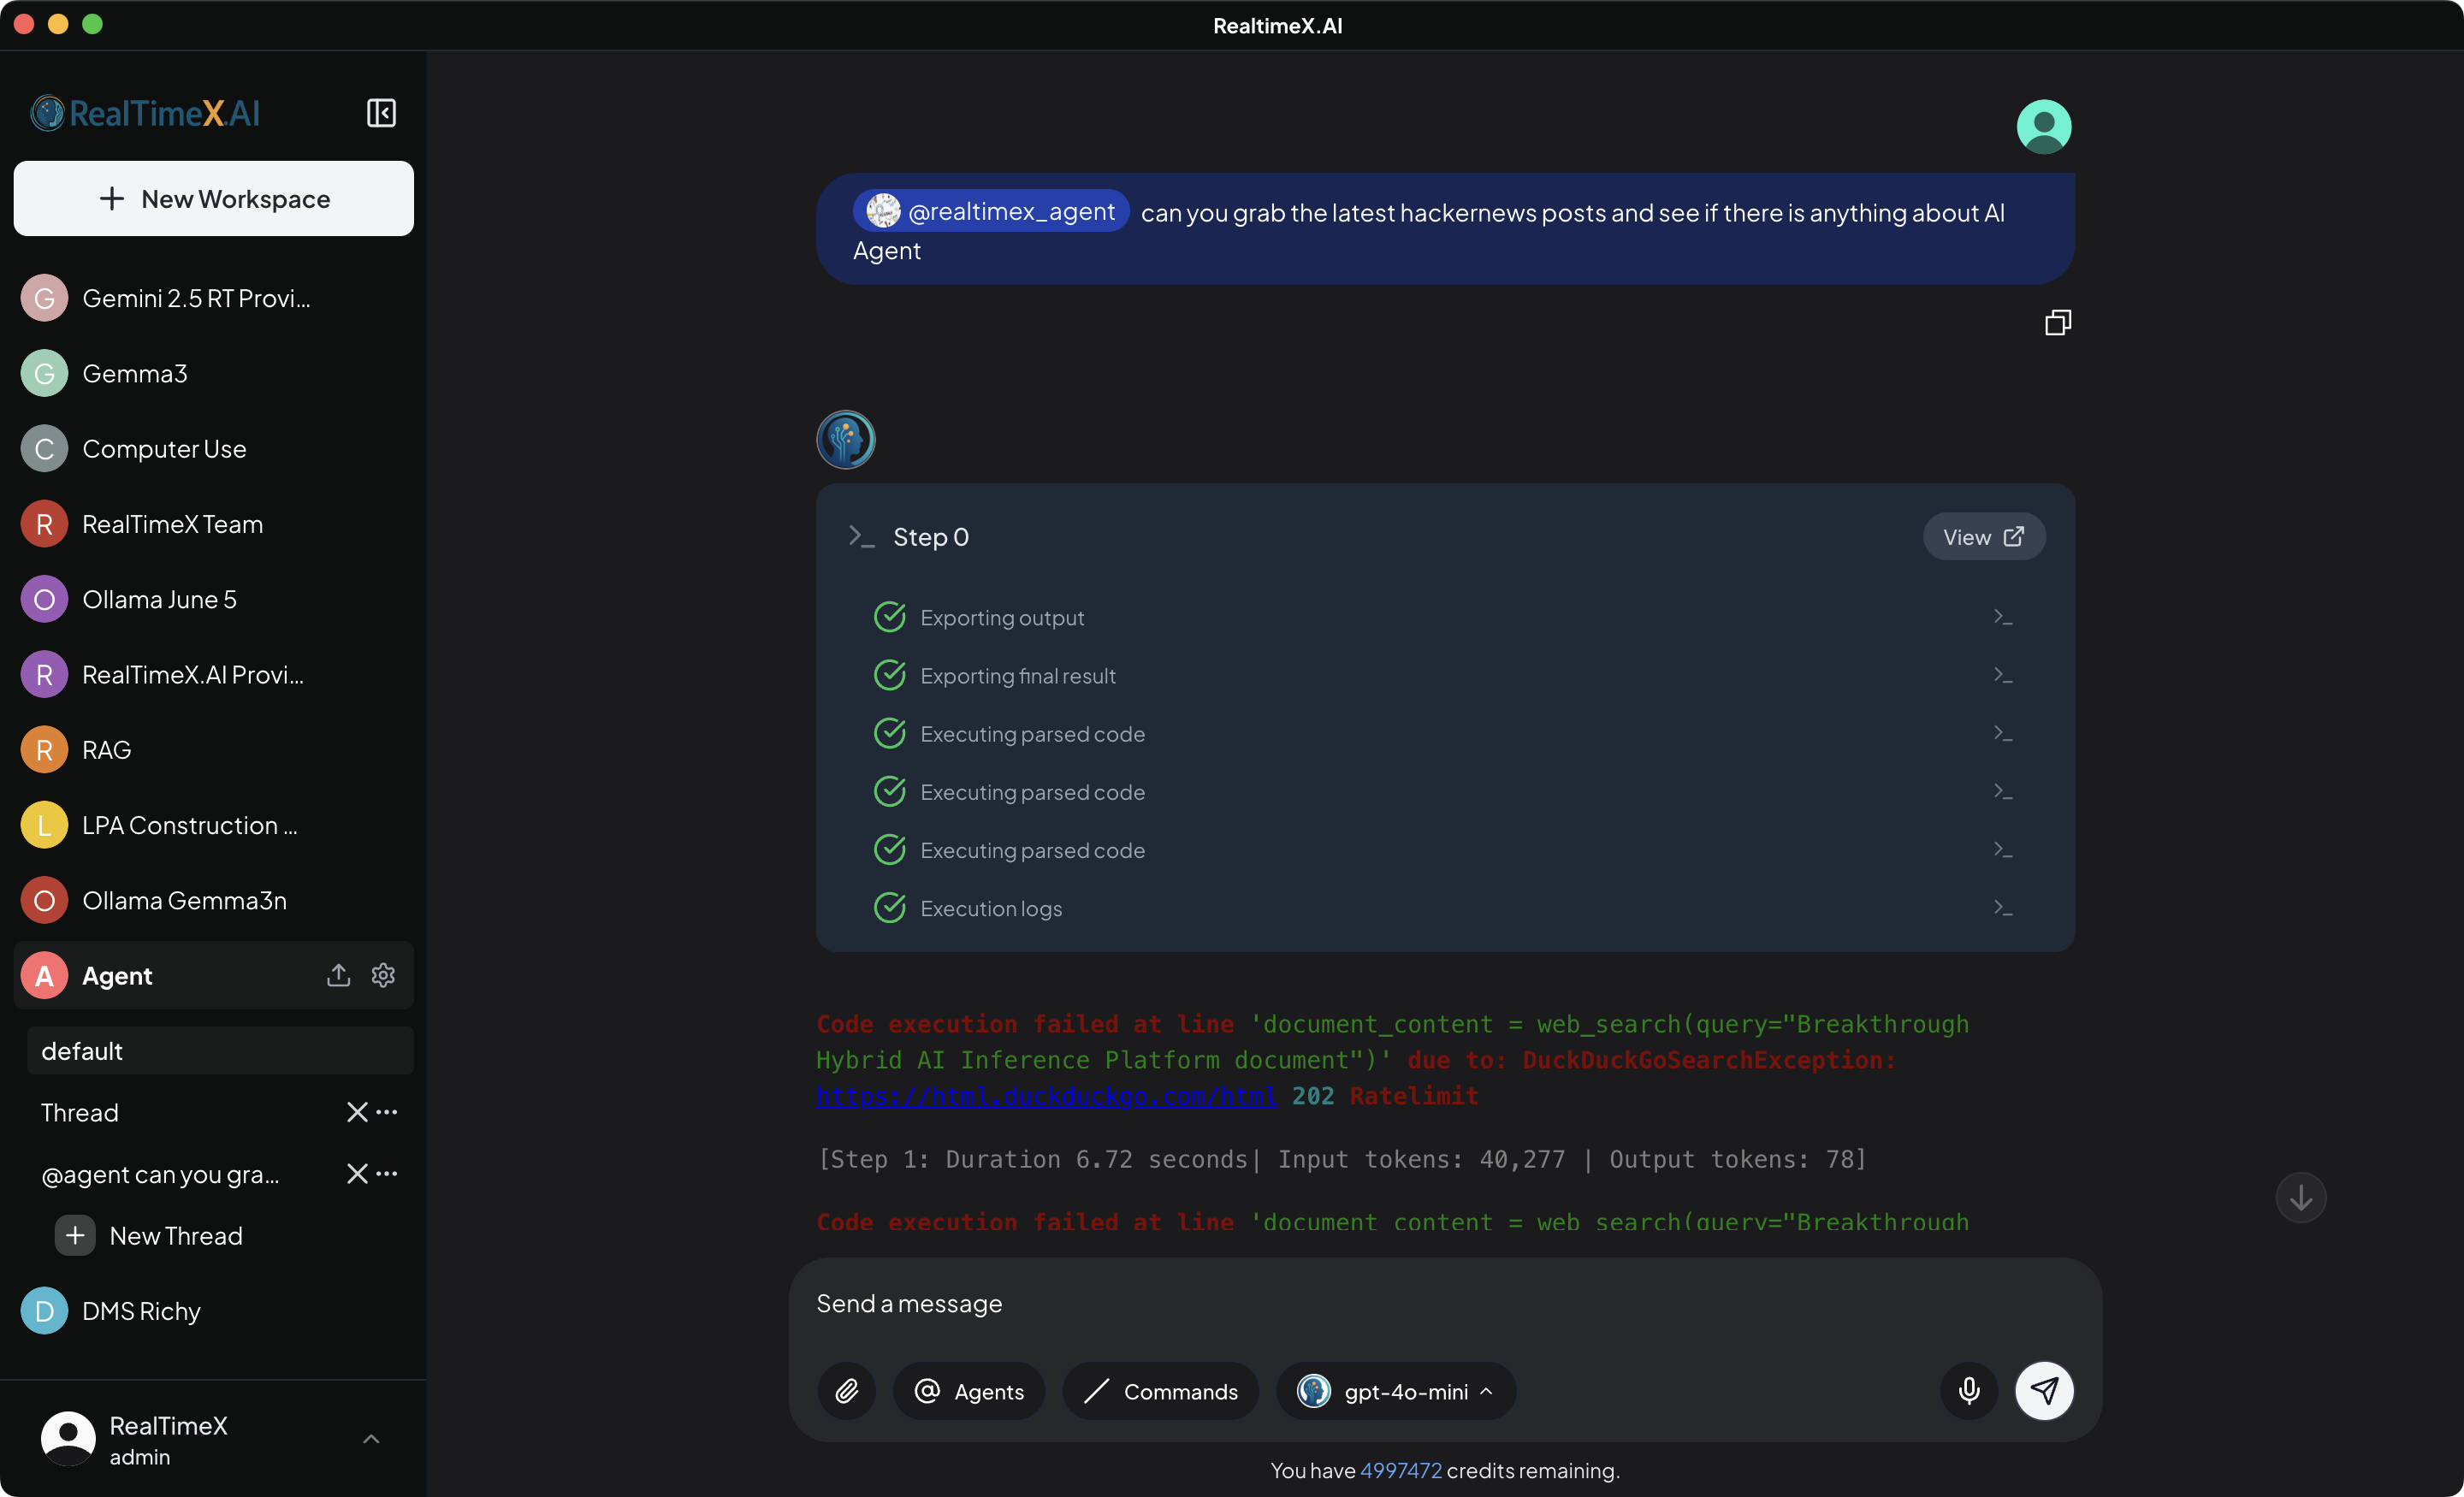 RealtimeX.AI
RealTimeX.AI
New Workspace
G Gemini 2.5 RT Provi...
G Gemma3
C Computer Use
R RealTimeX Team
O Ollama June 5
R RealTimeX.AI Provi...
R RAG
L LPA Construction ...
O Ollama Gemma3n
A Agent
default
Thread
@agent can you gra...
New Thread
D DMS Richy
RealTimeX
admin
@realtimex_agent can you grab the latest hackernews posts and see if there is anything about AI
Agent
Step 0
View
Exporting output
Exporting final result
Executing parsed code
Executing parsed code
Executing parsed code
Execution logs
Code execution failed at line 'document_content = web_search(query="Breakthrough
Hybrid AI Inference Platform document")' due to: DuckDuckGoSearchException:
https://html.duckduckgo.com/html 202 Ratelimit
[Step 1: Duration 6.72 seconds| Input tokens: 40,277 | Output tokens: 78]
Code execution failed at line 'document_content = web_search(query="Breakthrough
Send a message
@ Agents
Commands
gpt-4o-mini
You have 4997472 credits remaining.